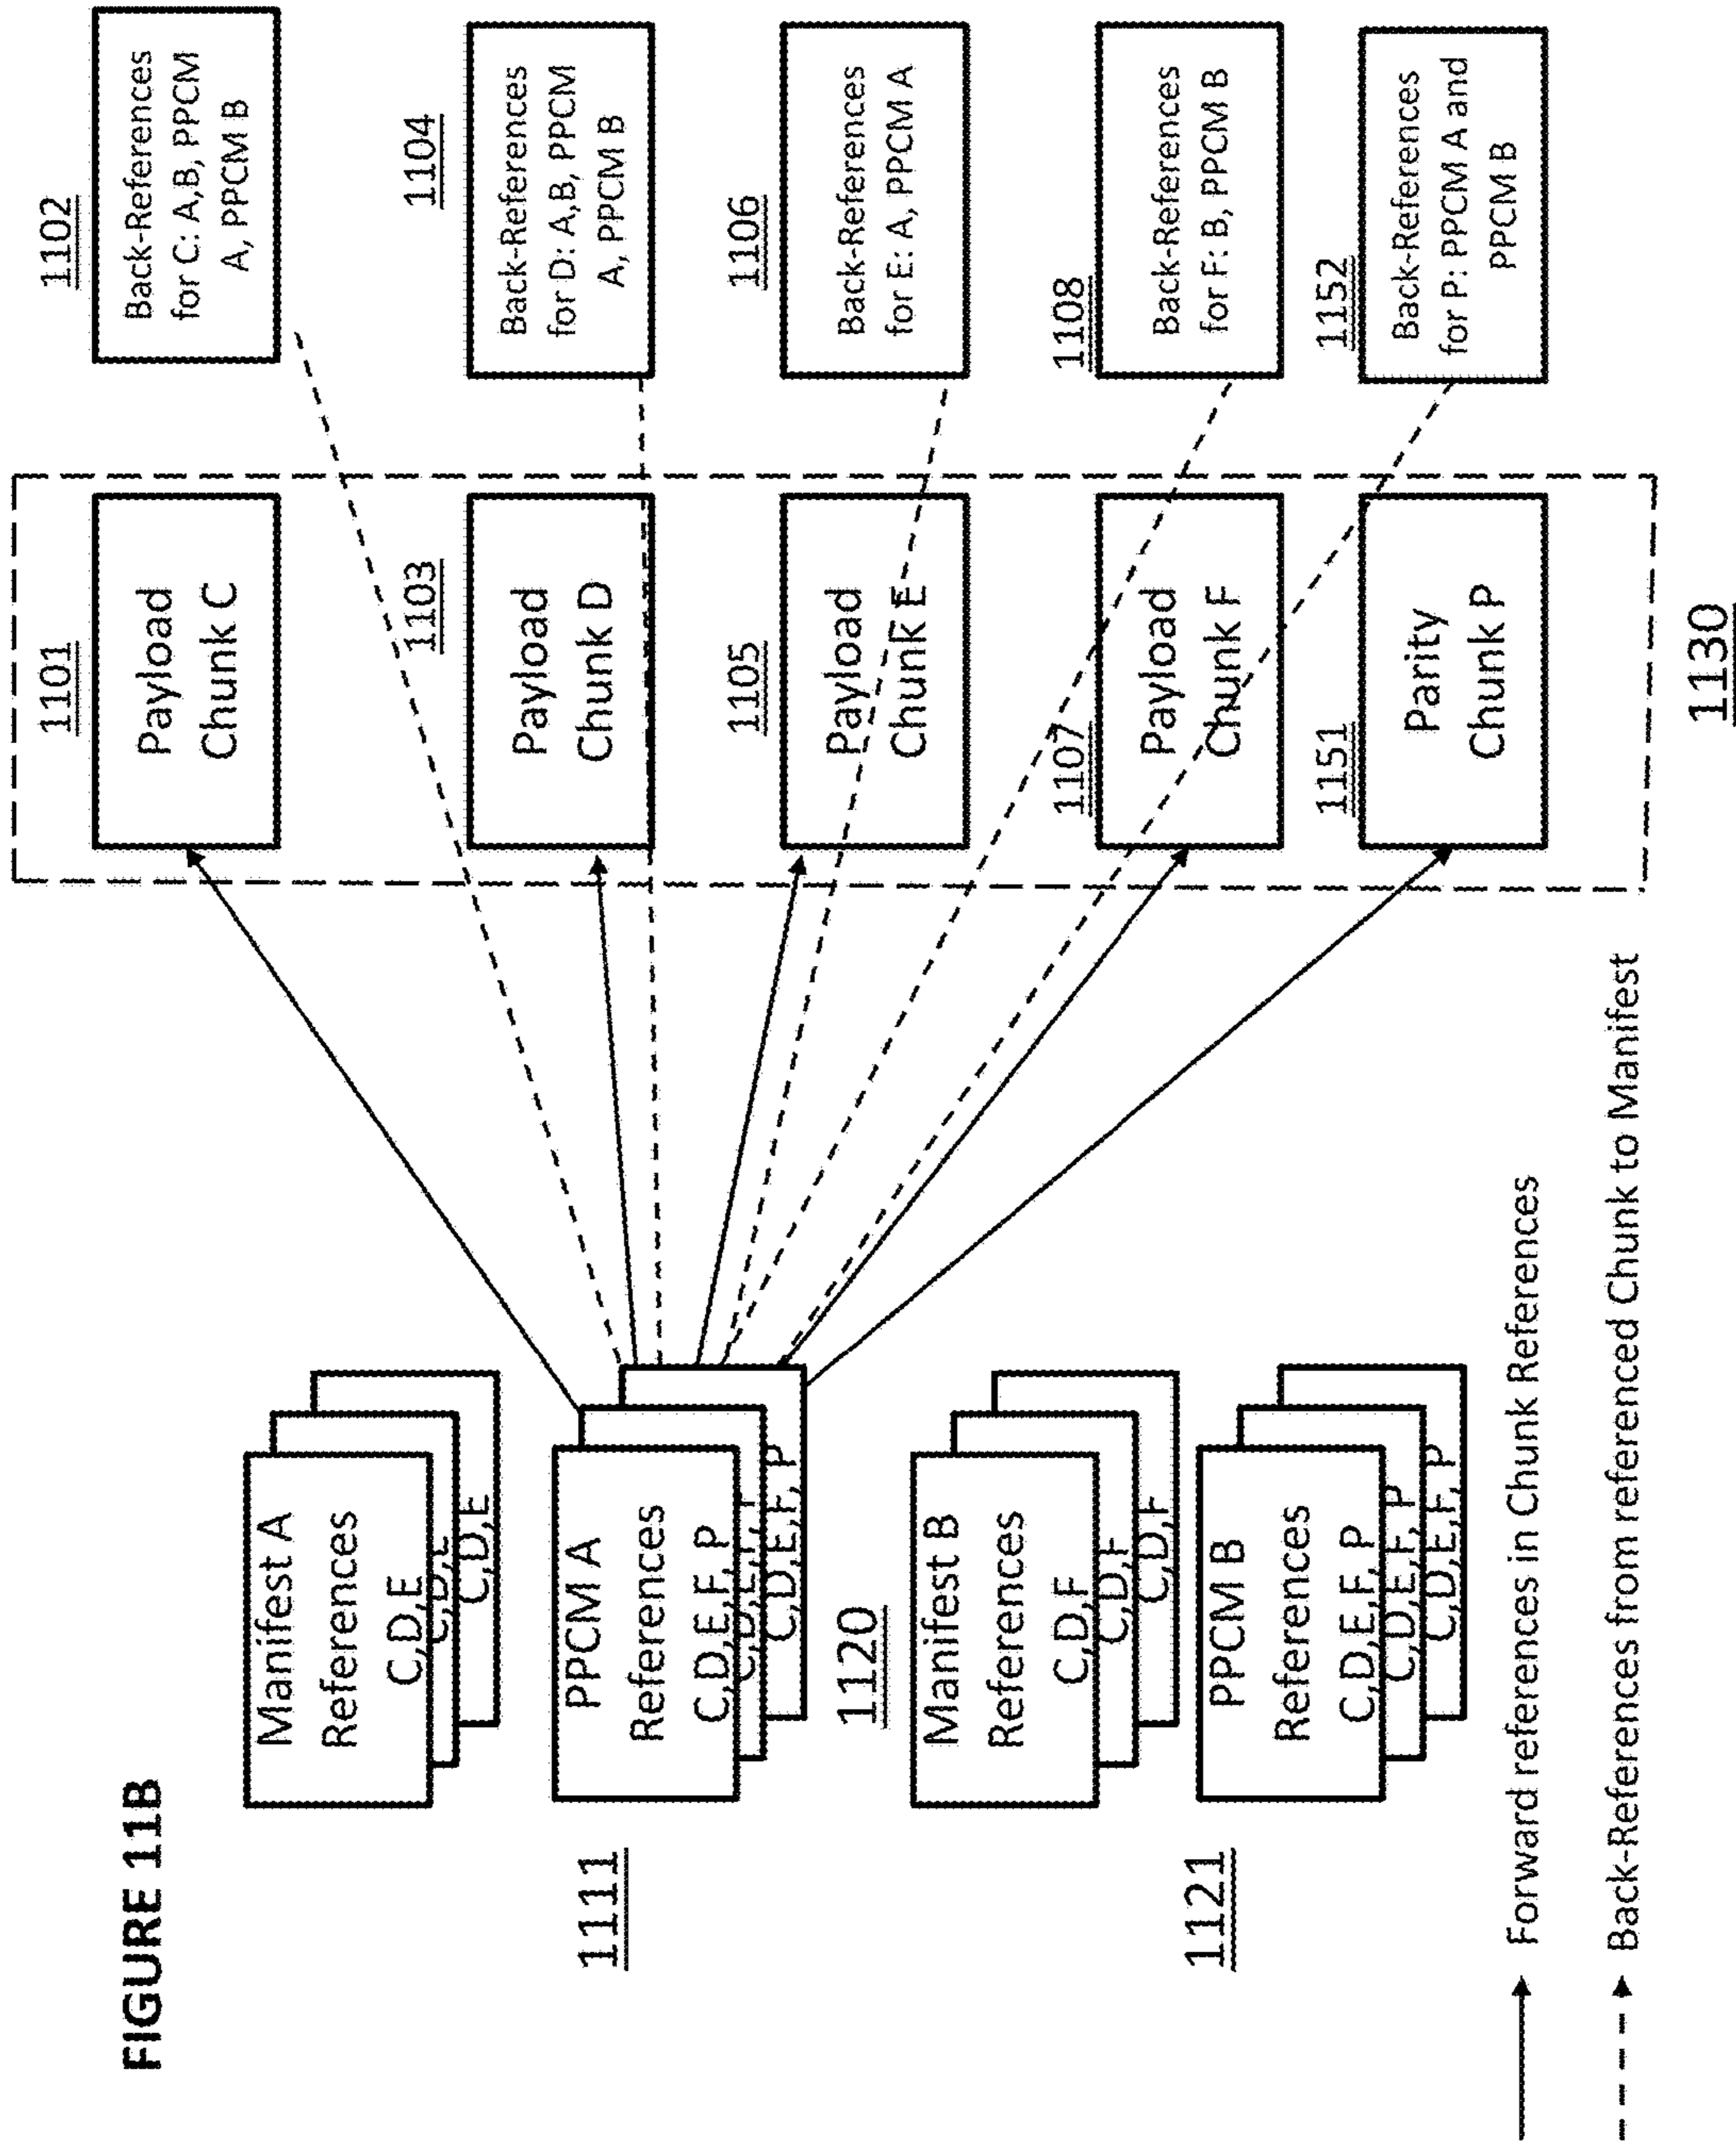 FIGURE 11B
Manifest A
References
C,D,E
C,D,E
C,D,E
1111
PPCM A
References
C,D,E,F, P
C,D,E,F, P
C,D,E,F, P
1120
Manifest B
References
C,D,F
C,D,F
C,D,F
1121
PPCM B
References
C,D,E,F, P
C,D,E,F, P
C,D,E,F, P
1101
Payload
Chunk C
1103
Payload
Chunk D
1105
Payload
Chunk E
1107
Payload
Chunk F
1151
Parity
Chunk P
1130
1102
Back-References
for C: A,B, PPCM
A, PPCM B
1104
Back-References
for D: A,B, PPCM
A, PPCM B
1106
Back-References
for E: A, PPCM A
1108
Back-References
for F: B, PPCM B
1152
Back-References
for P: PPCM A and
PPCM B
Forward references in Chunk References
Back-References from referenced Chunk to Manifest